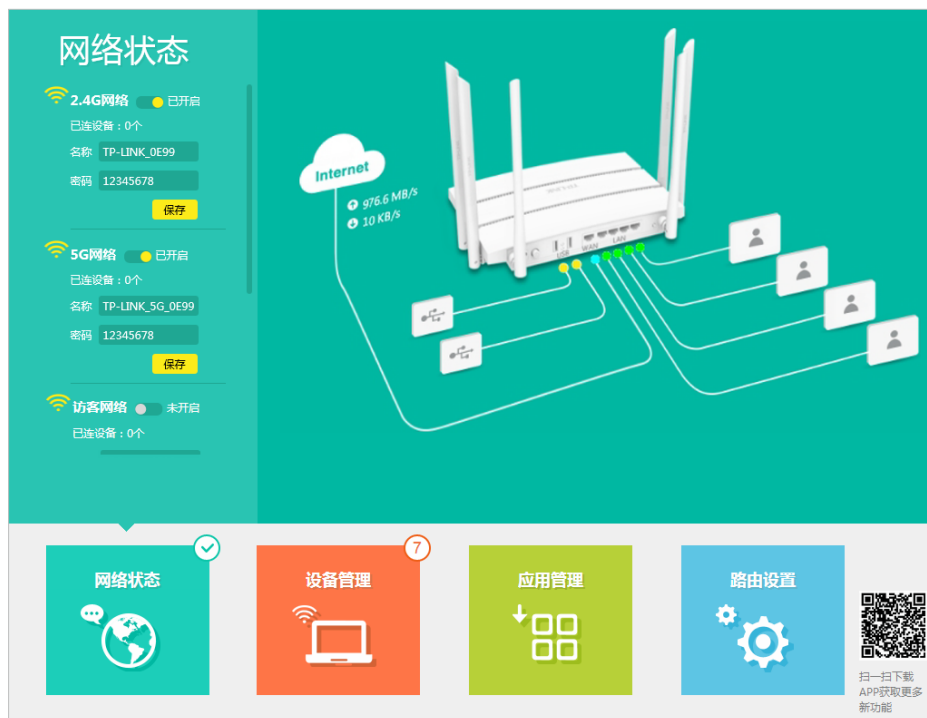 网络状态
2.4G网络 已开启
已连设备：0个
名称 TP-LINK_0E99
密码 12345678
保存
5G网络 已开启
已连设备：0个
名称 TP-LINK_5G_0E99
密码 12345678
保存
访客网络 未开启
已连设备：0个
Internet
976.6 MB/s
10 KB/s
USB WAN LAN
网络状态
7
设备管理
应用管理
路由设置
扫一扫下载
APP获取更多
新功能